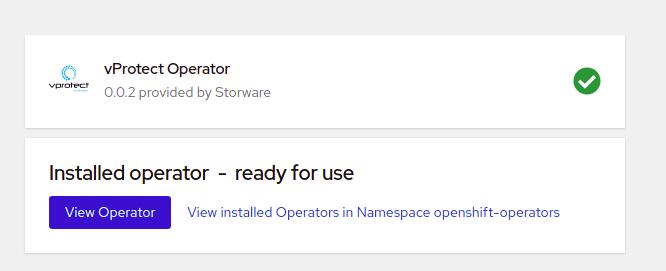 vPROTECT
vProtect Operator
0.0.2 provided by Storware
Installed operator - ready for use
View Operator
View installed Operators in Namespace openshift-operators